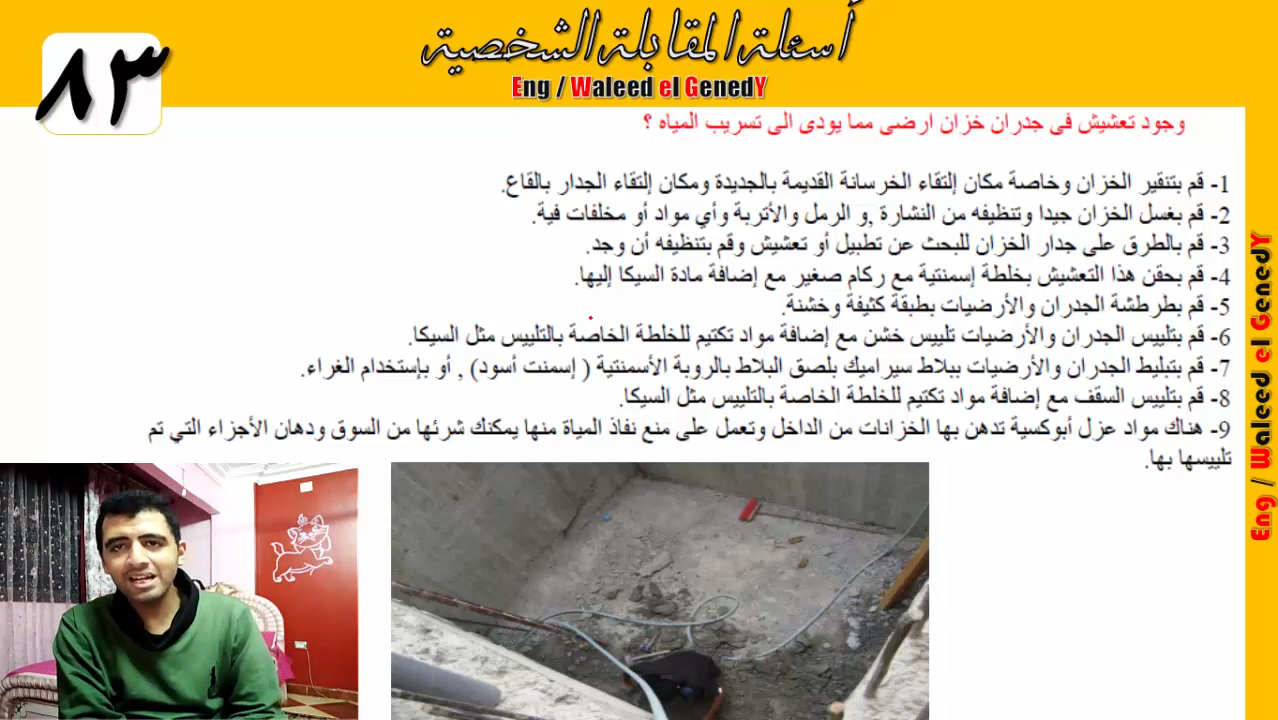 ٨٣
أسئلة المقابلة الشخصية
Eng / Waleed el GenedY
وجود تعشيش فى جدران خزان ارضى مما يودى الى تسريب المياه ؟
1- قم بتنقير الخزان وخاصة مكان إلتقاء الخرسانة القديمة بالجديدة ومكان إلتقاء الجدار بالقاع.
2- قم بغسل الخزان جيدا وتنظيفه من النشارة ,و الرمل والأتربة وأي مواد أو مخلفات فية.
3- قم بالطرق على جدار الخزان للبحث عن تطبيل أو تعشيش وقم بتنظيفه أن وجد.
4- قم بحقن هذا التعشيش بخلطة إسمنتية مع ركام صغير مع إضافة مادة السيكا إليها.
5- قم بطرطشة الجدران والأرضيات بطبقة كثيفة وخشنة.
6- قم بتلييس الجدران والأرضيات تلييس خشن مع إضافة مواد تكتيم للخلطة الخاصة بالتلييس مثل السيكا.
7- قم بتبليط الجدران والأرضيات ببلاط سيراميك بلصق البلاط بالروبة الأسمنتية ( إسمنت أسود) , أو بإستخدام الغراء.
8- قم بتلييس السقف مع إضافة مواد تكتيم للخلطة الخاصة بالتلييس مثل السيكا.
9- هناك مواد عزل أبوكسية تدهن بها الخزانات من الداخل وتعمل على منع نفاذ المياة منها يمكنك شرئها من السوق ودهان الأجزاء التي تم
تلييسها بها.
Eng / Waleed el GenedY